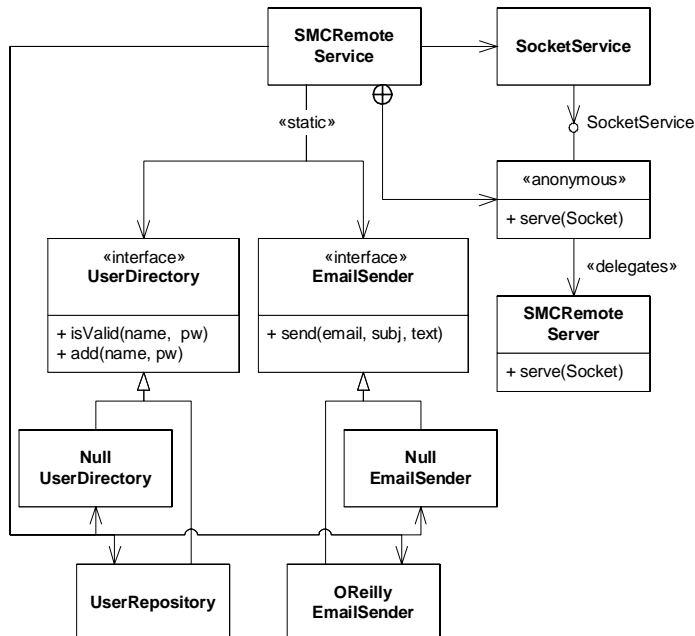 SMCRemote
Service
SocketService
«static»
SocketService
«anonymous»
+ serve(Socket)
«interface»
UserDirectory
+ isValid(name, pw)
+ add(name, pw)
«interface»
EmailSender
+ send(email, subj, text)
«delegates»
SMCRemote
Server
+ serve(Socket)
Null
UserDirectory
Null
EmailSender
UserRepository
OReilly
EmailSender